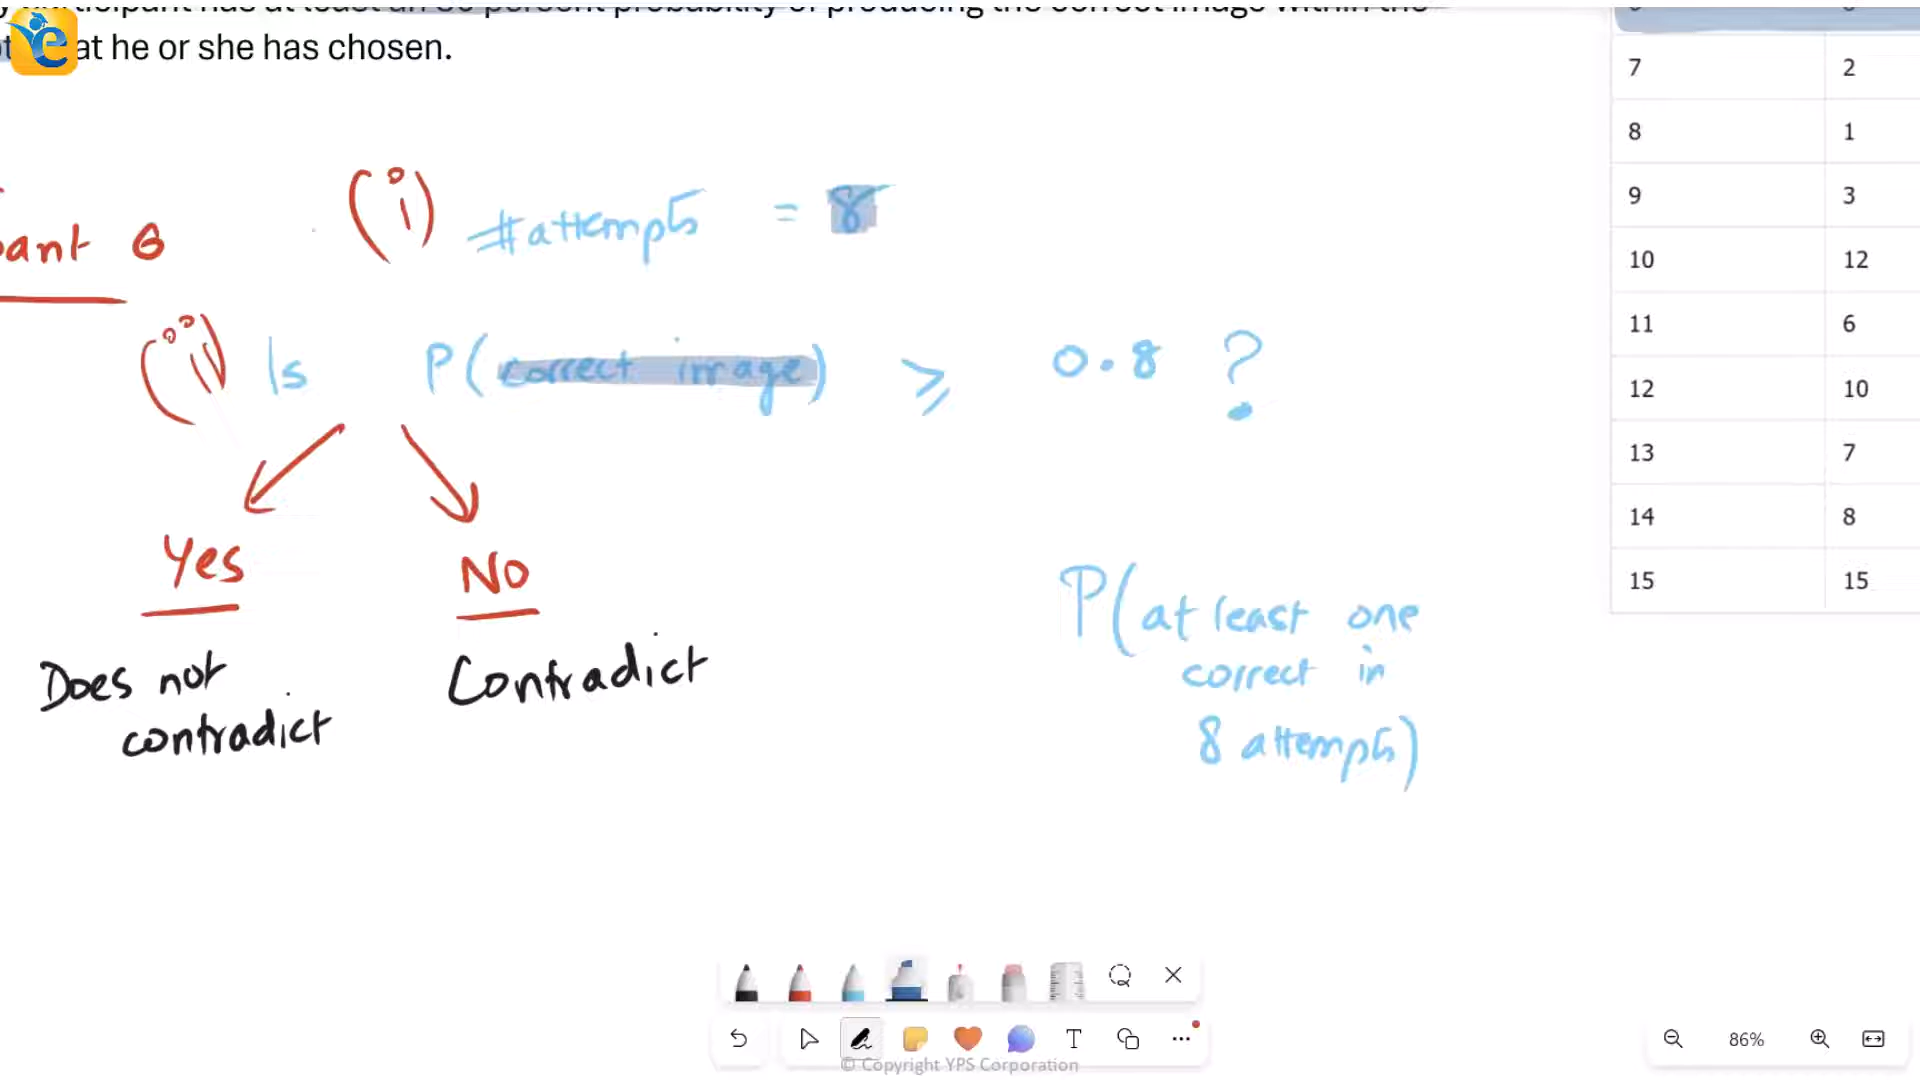 at he or she has chosen.
7 2
8 1
9 3
10 12
11 6
12 10
13 7
14 8
15 15
ant 6
(i) #attempts = 8
(ii) Is P(correct image) ≥ 0.8 ?
Yes
No
Does not
contradict
Contradict
P(at least one
correct in
8 attempts)
T
86%
© Copyright YPS Corporation